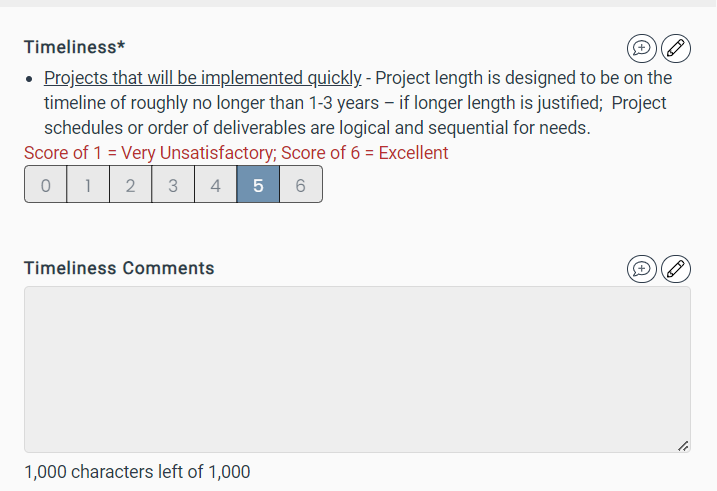 Timeliness*
• Projects that will be implemented quickly - Project length is designed to be on the
timeline of roughly no longer than 1-3 years – if longer length is justified;  Project
schedules or order of deliverables are logical and sequential for needs.
Score of 1 = Very Unsatisfactory; Score of 6 = Excellent
0 1 2 3 4 5 6
Timeliness Comments
1,000 characters left of 1,000